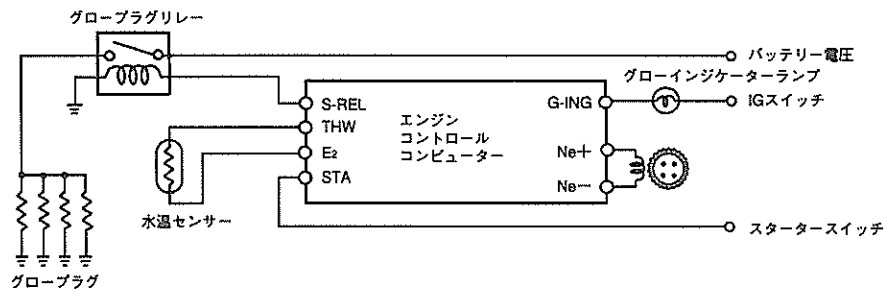 グロープラグリレー
バッテリー電圧
グローインジケーターランプ
S-REL
G-ING
IGスイッチ
THW
エンジン
コントロール
コンピューター
E2
Ne+
STA
Ne−
水温センサー
スタータースイッチ
グロープラグ